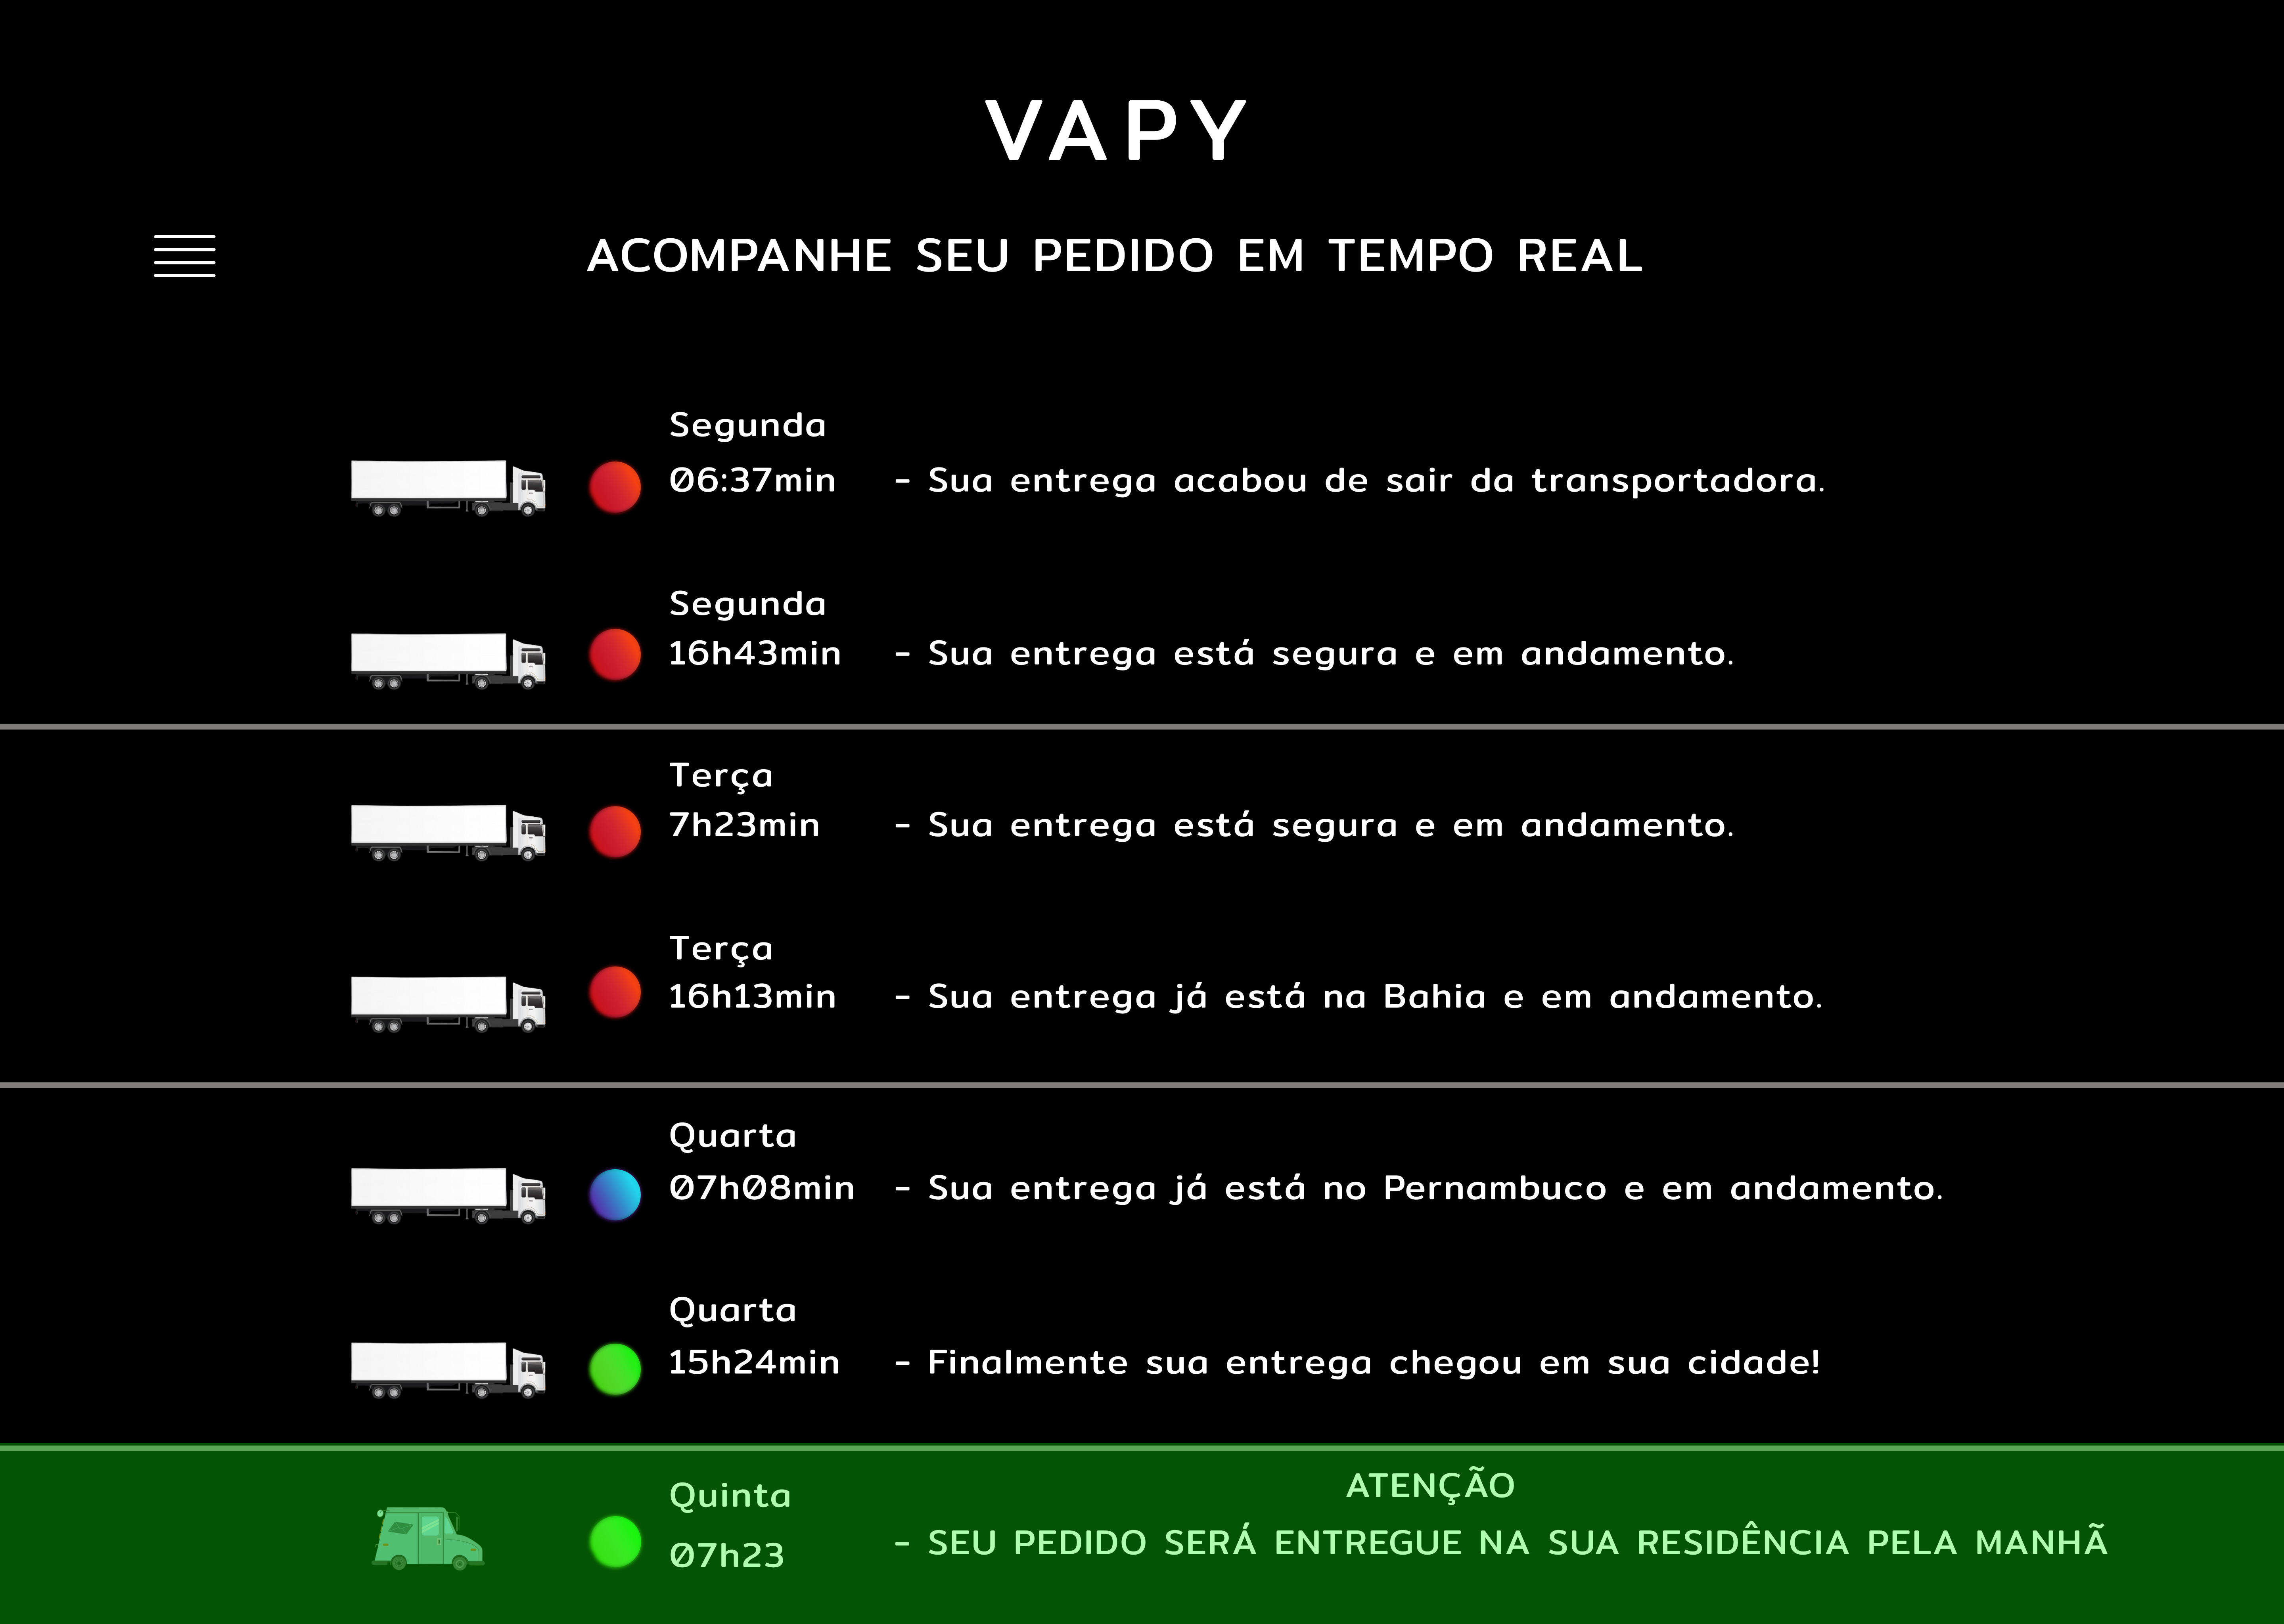 VAPY
ACOMPANHE SEU PEDIDO EM TEMPO REAL
Segunda
06:37min - Sua entrega acabou de sair da transportadora.
Segunda
16h43min - Sua entrega está segura e em andamento.
Terça
7h23min - Sua entrega está segura e em andamento.
Terça
16h13min - Sua entrega já está na Bahia e em andamento.
Quarta
07h08min - Sua entrega já está no Pernambuco e em andamento.
Quarta
15h24min - Finalmente sua entrega chegou em sua cidade!
Quinta
ATENÇÃO
07h23 - SEU PEDIDO SERÁ ENTREGUE NA SUA RESIDÊNCIA PELA MANHÃ